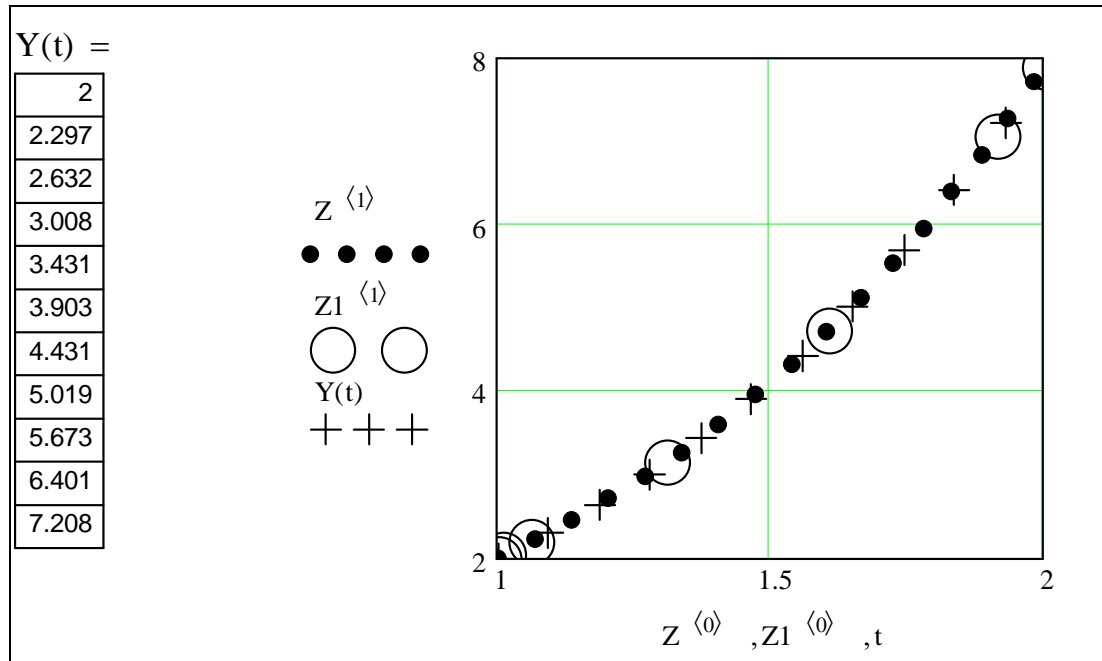 Y(t) =
2
2.297
2.632
3.008
3.431
3.903
4.431
5.019
5.673
6.401
7.208
Z ⟨1⟩
Z1 ⟨1⟩
Y(t)
8
6
4
2
1 1.5 2
Z ⟨0⟩ , Z1 ⟨0⟩ , t